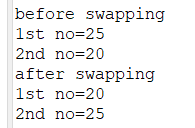 before swapping
1st no=25
2nd no=20
after swapping
1st no=20
2nd no=25